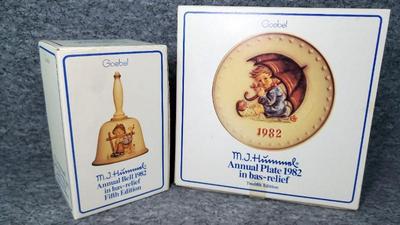 Goebel
M.J.Hummel
Annual Bell 1982
in bas-relief
Fifth Edition
Goebel
1982
M.J.Hummel
Annual Plate 1982
in bas-relief
Twelfth Edition